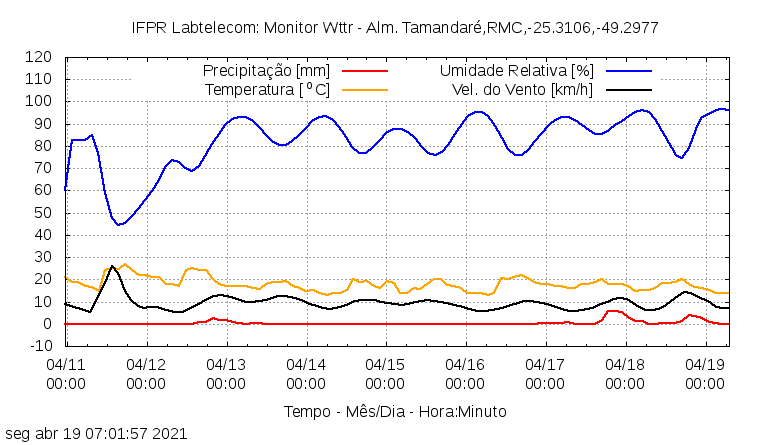 IFPR Labtelecom: Monitor Wttr - Alm. Tamandaré,RMC,-25.3106,-49.2977
120
110
100
90
80
70
60
50
40
30
20
10
0
-10
Precipitação [mm]
Temperatura [ ⁰C]
Umidade Relativa [%]
Vel. do Vento [km/h]
04/11 04/12 04/13 04/14 04/15 04/16 04/17 04/18 04/19
00:00 00:00 00:00 00:00 00:00 00:00 00:00 00:00 00:00
Tempo - Mês/Dia - Hora:Minuto
seg abr 19 07:01:57 2021